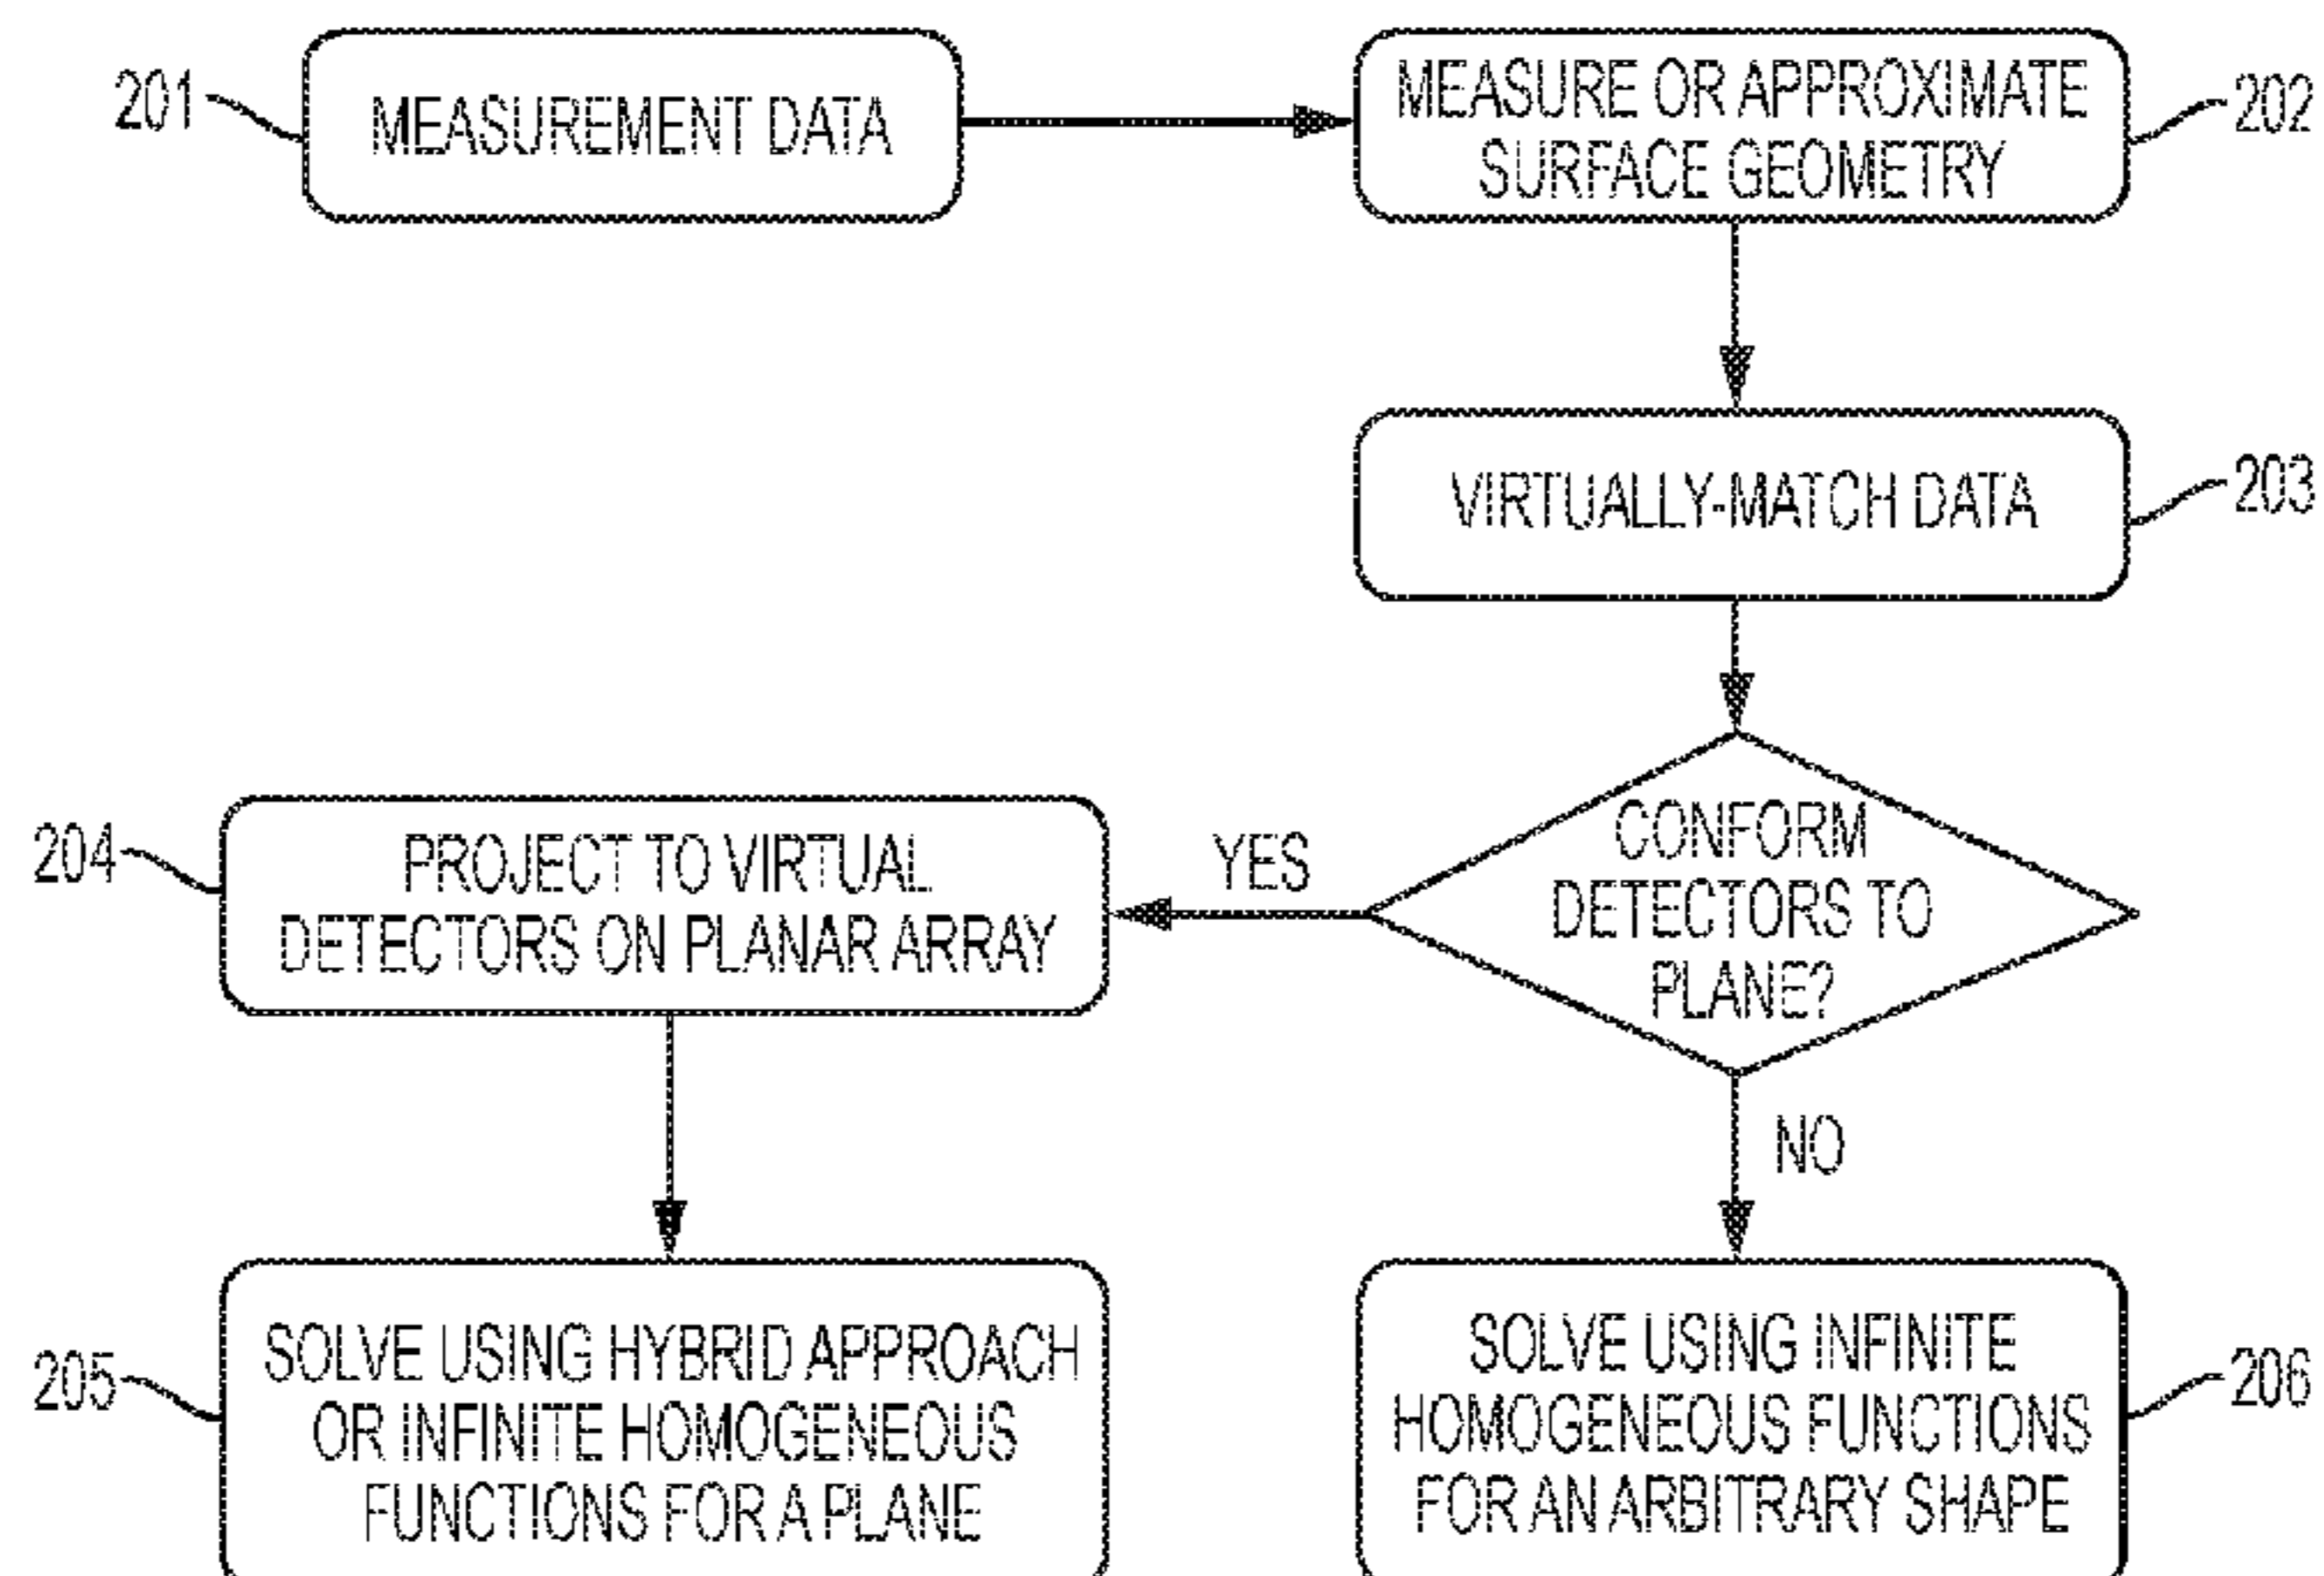 201
MEASUREMENT DATA
MEASURE OR APPROXIMATE
SURFACE GEOMETRY
202
VIRTUALLY-MATCH DATA
203
CONFORM
DETECTORS TO
PLANE?
YES
NO
204
PROJECT TO VIRTUAL
DETECTORS ON PLANAR ARRAY
205
SOLVE USING HYBRID APPROACH
OR INFINITE HOMOGENEOUS
FUNCTIONS FOR A PLANE
SOLVE USING INFINITE
HOMOGENEOUS FUNCTIONS
FOR AN ARBITRARY SHAPE
206